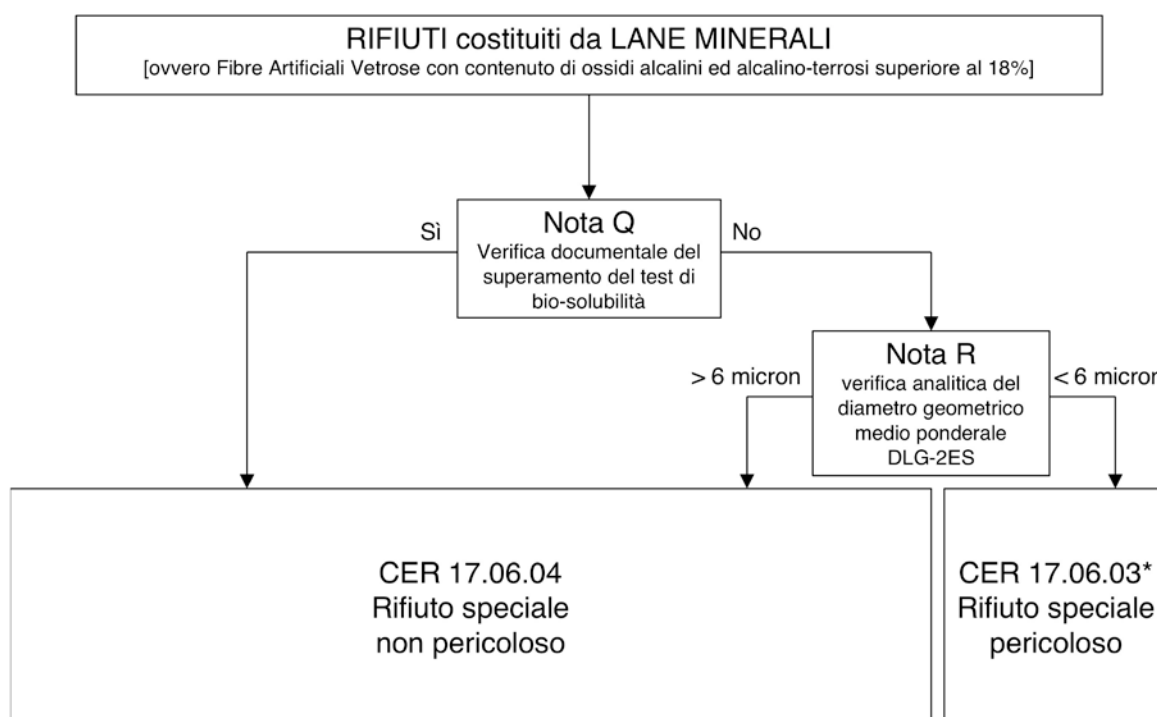 RIFIUTI costituiti da LANE MINERALI
[ovvero Fibre Artificiali Vetrose con contenuto di ossidi alcalini ed alcalino-terrosi superiore al 18%]
Sì
Nota Q
No
Verifica documentale del
superamento del test di
bio-solubilità
> 6 micron
Nota R
< 6 micron
verifica analitica del
diametro geometrico
medio ponderale
DLG-2ES
CER 17.06.04
Rifiuto speciale
non pericoloso
CER 17.06.03*
Rifiuto speciale
pericoloso